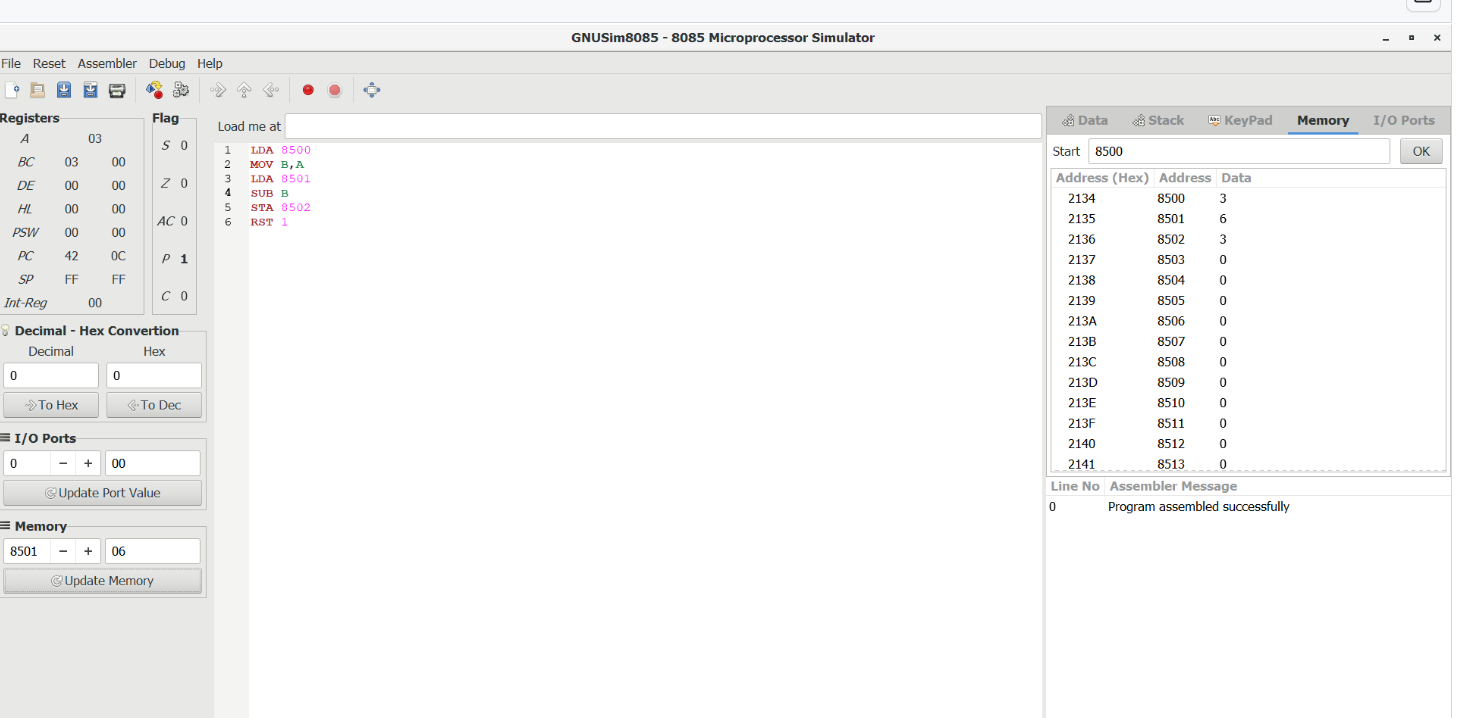 GNUSim8085 - 8085 Microprocessor Simulator
File Reset Assembler Debug Help
Registers
A 03
BC 03 00
DE 00 00
HL 00 00
PSW 00 00
PC 42 0C
SP FF FF
Int-Reg 00
Flag
S 0
Z 0
AC 0
P 1
C 0
Decimal - Hex Convertion
Decimal Hex
0 0
To Hex To Dec
I/O Ports
0 − + 00
Update Port Value
Memory
8501 − + 06
Update Memory
Load me at
1 LDA 8500
2 MOV B,A
3 LDA 8501
4 SUB B
5 STA 8502
6 RST 1
Data Stack Abc KeyPad Memory I/O Ports
Start 8500 OK
Address (Hex) Address Data
2134 8500 3
2135 8501 6
2136 8502 3
2137 8503 0
2138 8504 0
2139 8505 0
213A 8506 0
213B 8507 0
213C 8508 0
213D 8509 0
213E 8510 0
213F 8511 0
2140 8512 0
2141 8513 0
Line No Assembler Message
0 Program assembled successfully